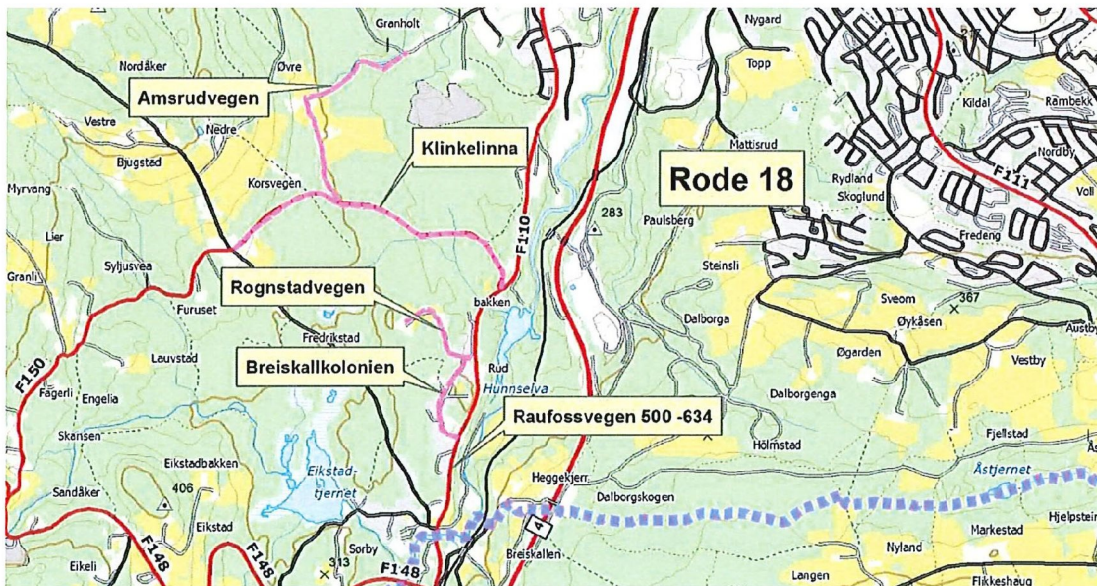 Grønholt
Nygard
Topp
Øvre
Nordåker
Amsrudvegen
Vestre
Nedre
Bjugstad
Klinkelinna
Korsvegen
Myrvang
Lier
Granli
Syljusvea
Furuset
F110
Rode 18
283
Paulsberg
Mattisrud
Rydland
Skoglund
Kildal
Rambekk
Nordby
Voll
F111
Fredeng
Steinsli
Rognstadvegen
bakken
Fredrikstad
Lauvstad
Breiskallkolonien
Rud
Hunnselva
Dalborga
Sveom
367
Øykåsen
Austby
Øgarden
Vestby
Dalborgenga
F150
Fagerli
Engelia
Skansen
Raufossvegen 500 -634
Holmstad
Fjellstad
Eikstadbakken
Eikstad-
tjernet
Sandåker
406
Eikstad
Heggekjerr
Dalborgskogen
Åstjernet
Hjelpstein
4
Markestad
Nyland
Sørby
313
F148
F148
F148
Breiskallen
Eikeli
Langen
Flikkeshaug